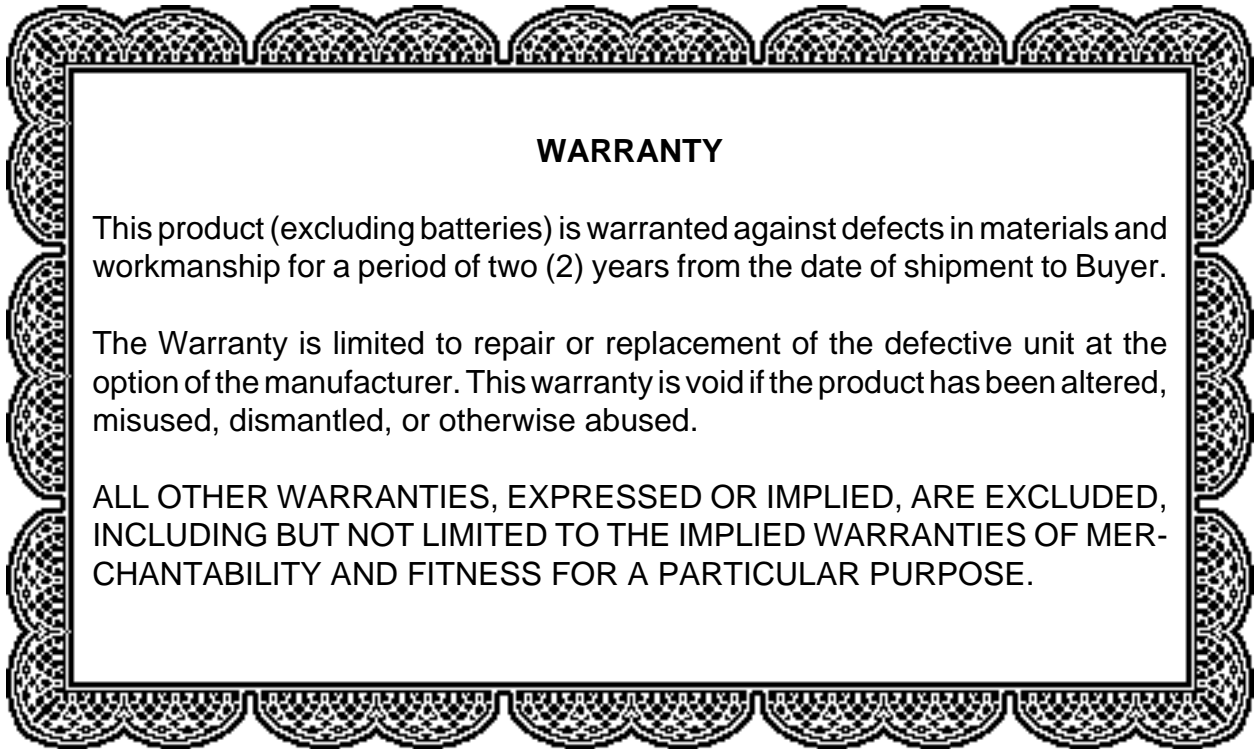 WARRANTY
This product (excluding batteries) is warranted against defects in materials and
workmanship for a period of two (2) years from the date of shipment to Buyer.
The Warranty is limited to repair or replacement of the defective unit at the
option of the manufacturer. This warranty is void if the product has been altered,
misused, dismantled, or otherwise abused.
ALL OTHER WARRANTIES, EXPRESSED OR IMPLIED, ARE EXCLUDED,
INCLUDING BUT NOT LIMITED TO THE IMPLIED WARRANTIES OF MER-
CHANTABILITY AND FITNESS FOR A PARTICULAR PURPOSE.